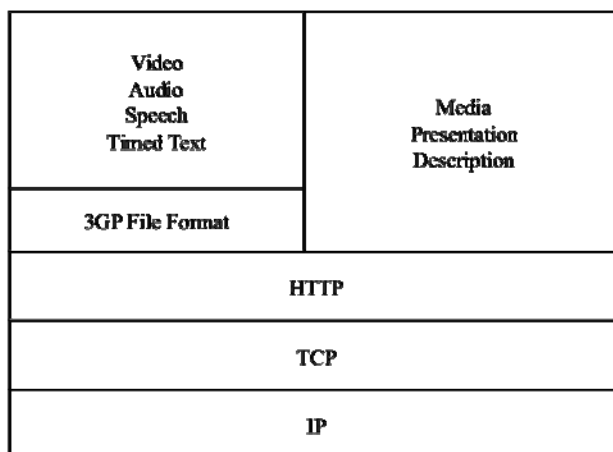 Video
Audio
Speech
Timed Text
Media
Presentation
Description
3GP File Format
HTTP
TCP
IP